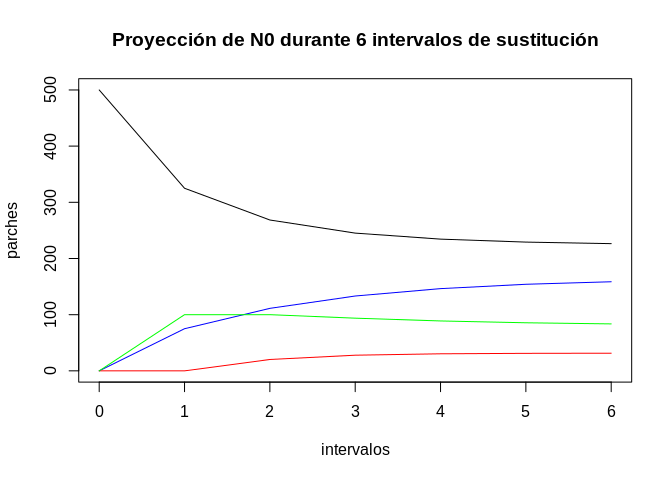 Proyección de N0 durante 6 intervalos de sustitución
500
400
300
200
100
0
parches
0 1 2 3 4 5 6
intervalos